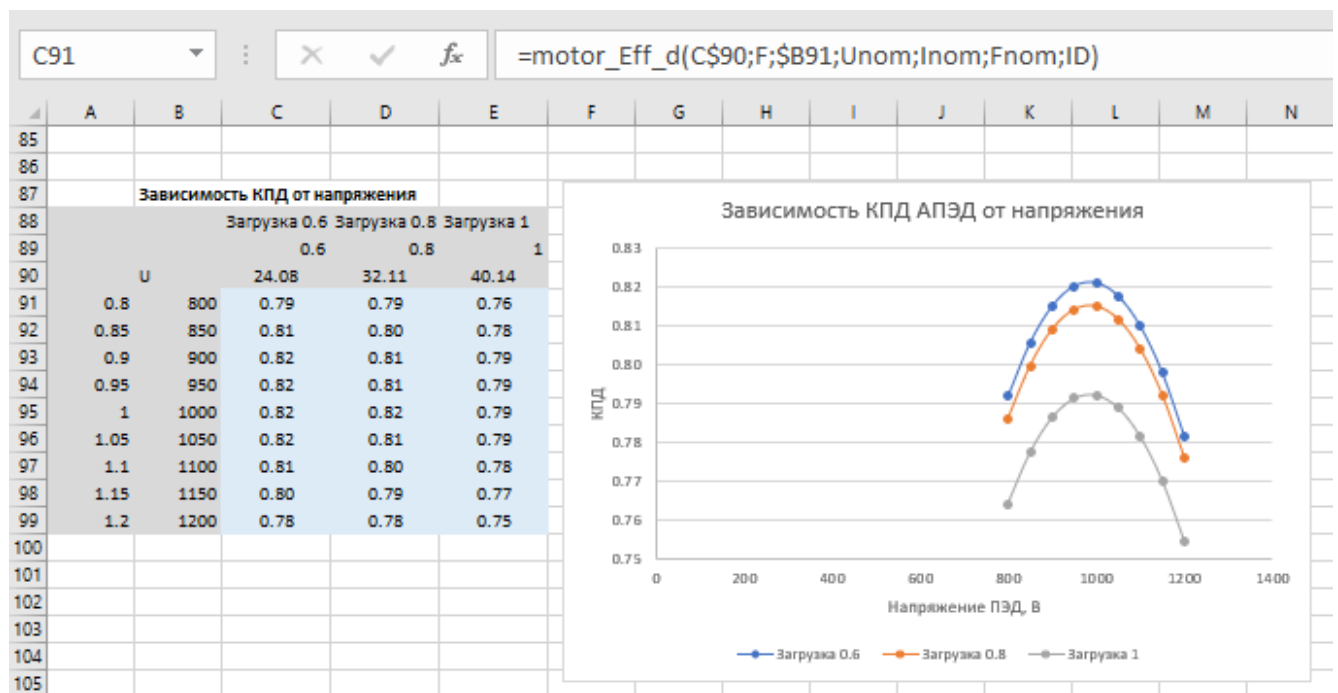 C91 fx =motor_Eff_d(C$90;F;$B91;Unom;Inom;Fnom;ID)
A B C D E F G H I J K L M N
85
86
87 Зависимость КПД от напряжения
88 Загрузка 0.6 Загрузка 0.8 Загрузка 1
89 0.6 0.8 1
90 U 24.08 32.11 40.14
91 0.8 800 0.79 0.79 0.76
92 0.85 850 0.81 0.80 0.78
93 0.9 900 0.82 0.81 0.79
94 0.95 950 0.82 0.81 0.79
95 1 1000 0.82 0.82 0.79
96 1.05 1050 0.82 0.81 0.79
97 1.1 1100 0.81 0.80 0.78
98 1.15 1150 0.80 0.79 0.77
99 1.2 1200 0.78 0.78 0.75
100
101
102
103
104
105
Зависимость КПД АПЭД от напряжения
0.83
0.82
0.81
0.80
0.79
0.78
0.77
0.76
0.75
КПД
0 200 400 600 800 1000 1200 1400
Напряжение ПЭД, В
Загрузка 0.6 Загрузка 0.8 Загрузка 1